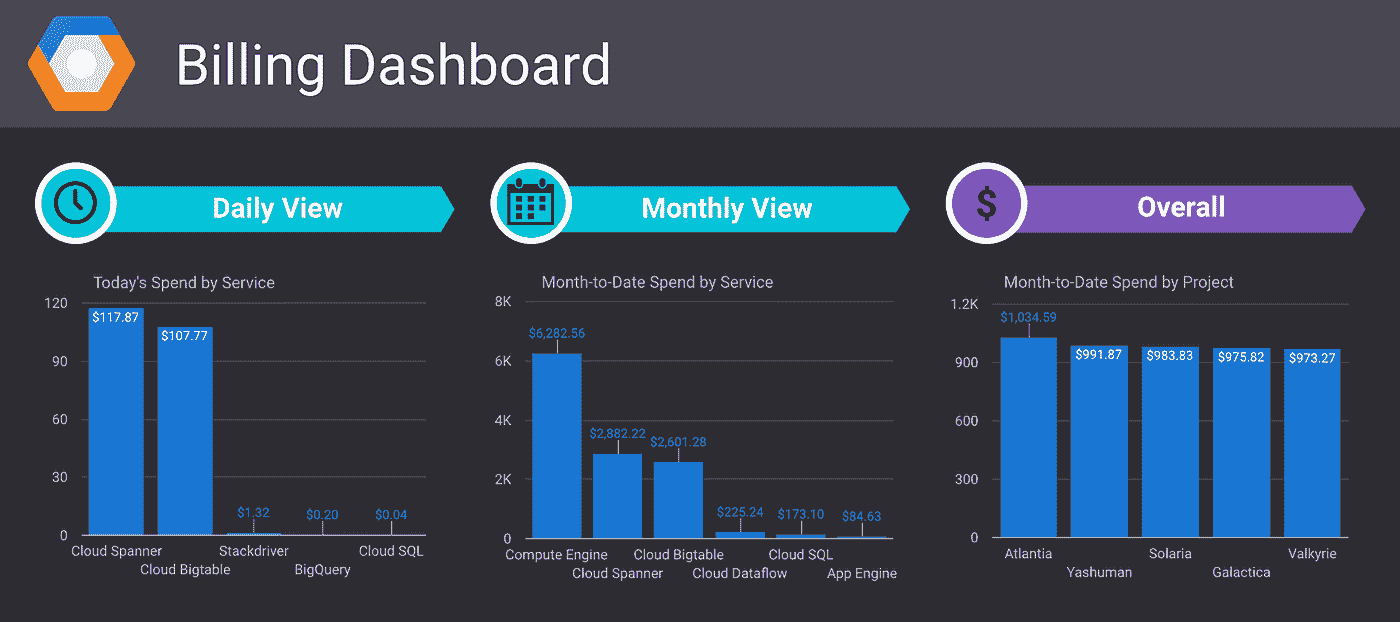 Billing Dashboard
Daily View
Today's Spend by Service
120
90
60
30
0
$117.87
$107.77
$1.32
$0.20
$0.04
Cloud Spanner
Cloud Bigtable
Stackdriver
BigQuery
Cloud SQL
Monthly View
Month-to-Date Spend by Service
8K
6K
4K
2K
0
$6,282.56
$2,882.22
$2,601.28
$225.24
$173.10
$84.63
Compute Engine
Cloud Spanner
Cloud Bigtable
Cloud Dataflow
Cloud SQL
App Engine
$
Overall
Month-to-Date Spend by Project
1.2K
900
600
300
0
$1,034.59
$991.87
$983.83
$975.82
$973.27
Atlantia
Yashuman
Solaria
Galactica
Valkyrie